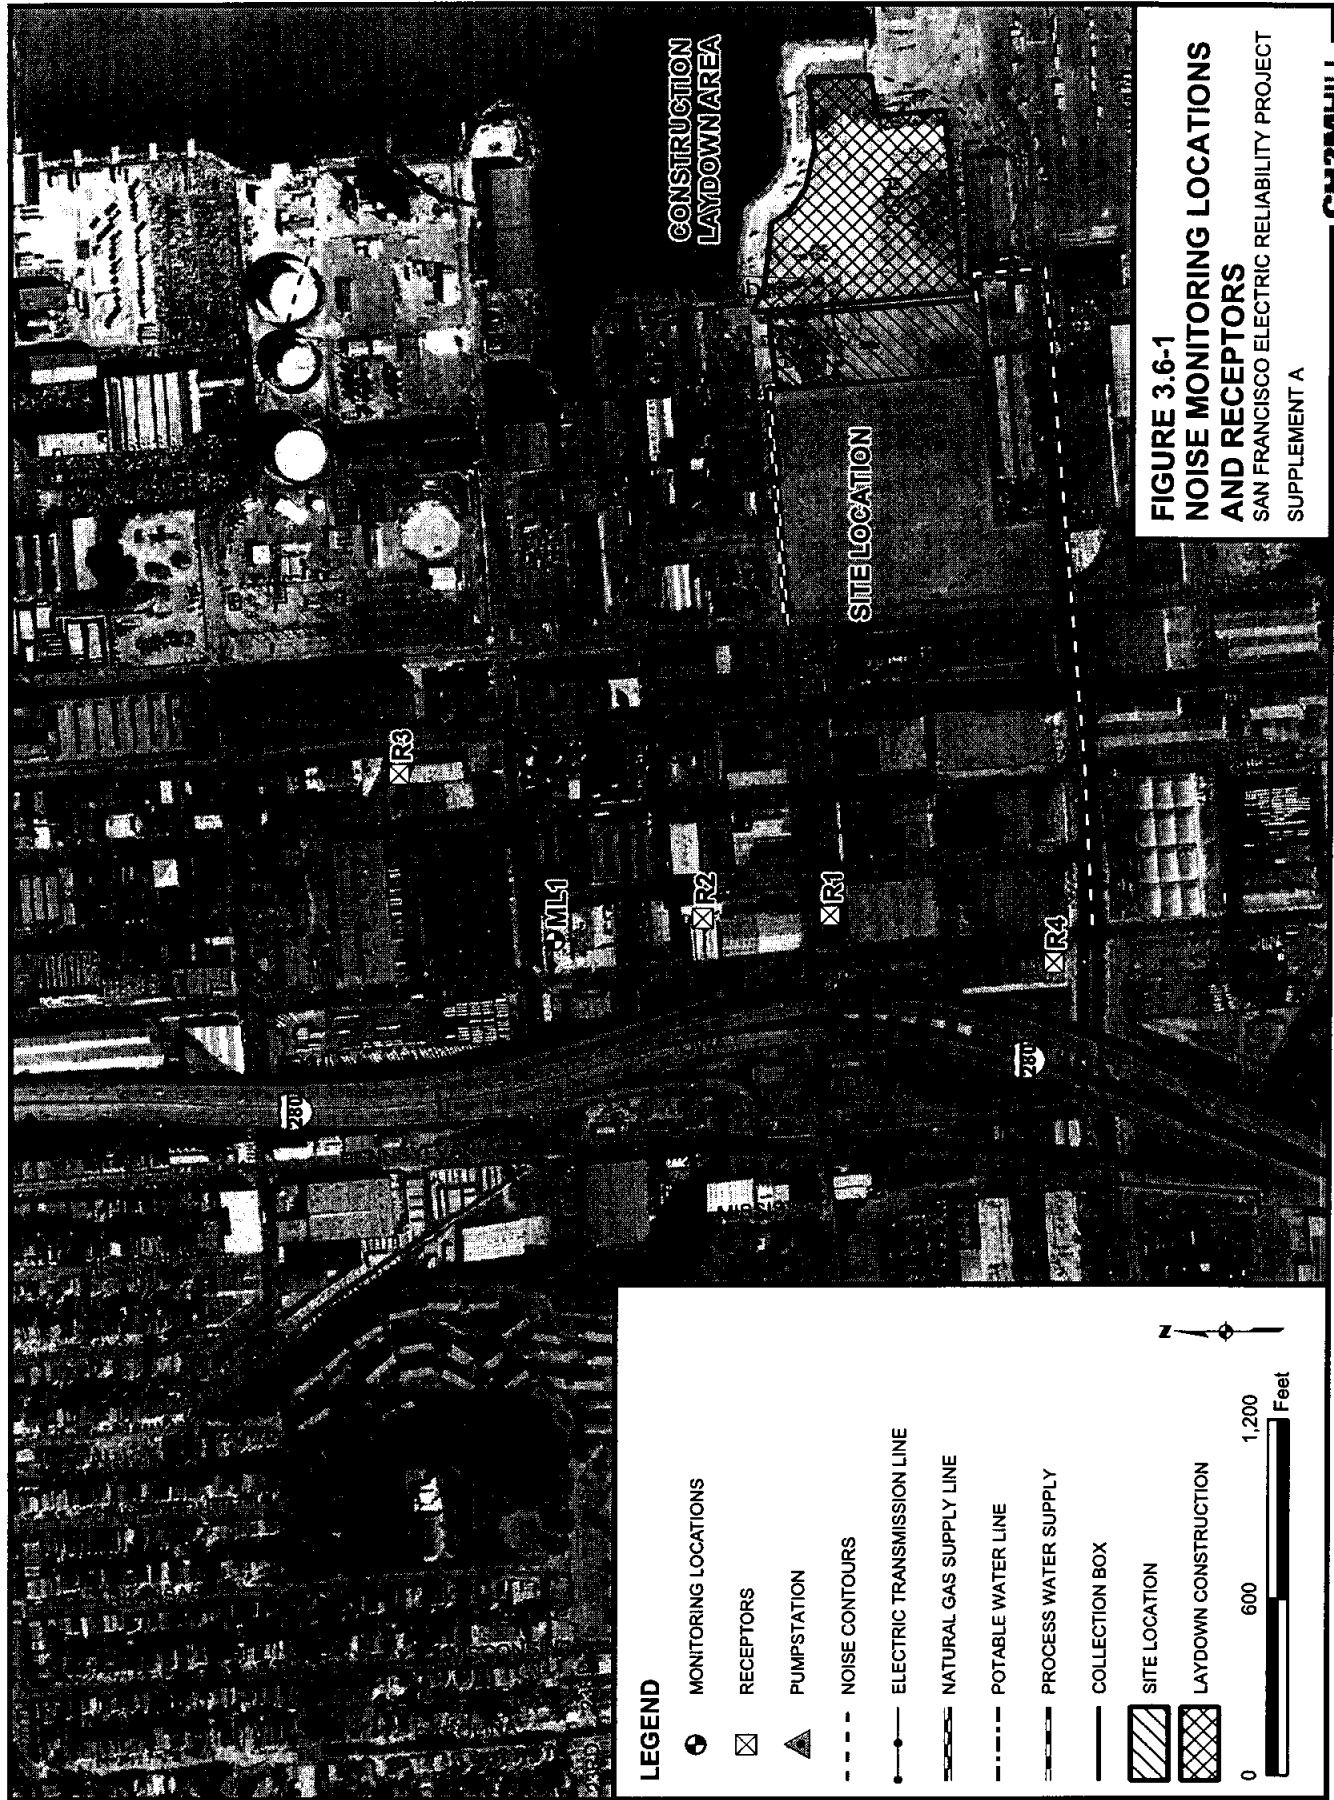 CONSTRUCTION
LAYDOWN AREA
SITE LOCATION
R3
ML1
R2
R1
R4
280
280
FIGURE 3.6-1
NOISE MONITORING LOCATIONS
AND RECEPTORS
SAN FRANCISCO ELECTRIC RELIABILITY PROJECT
SUPPLEMENT A
LEGEND
MONITORING LOCATIONS
RECEPTORS
PUMPSTATION
NOISE CONTOURS
ELECTRIC TRANSMISSION LINE
NATURAL GAS SUPPLY LINE
POTABLE WATER LINE
PROCESS WATER SUPPLY
COLLECTION BOX
SITE LOCATION
LAYDOWN CONSTRUCTION
0 600 1,200
Feet
N